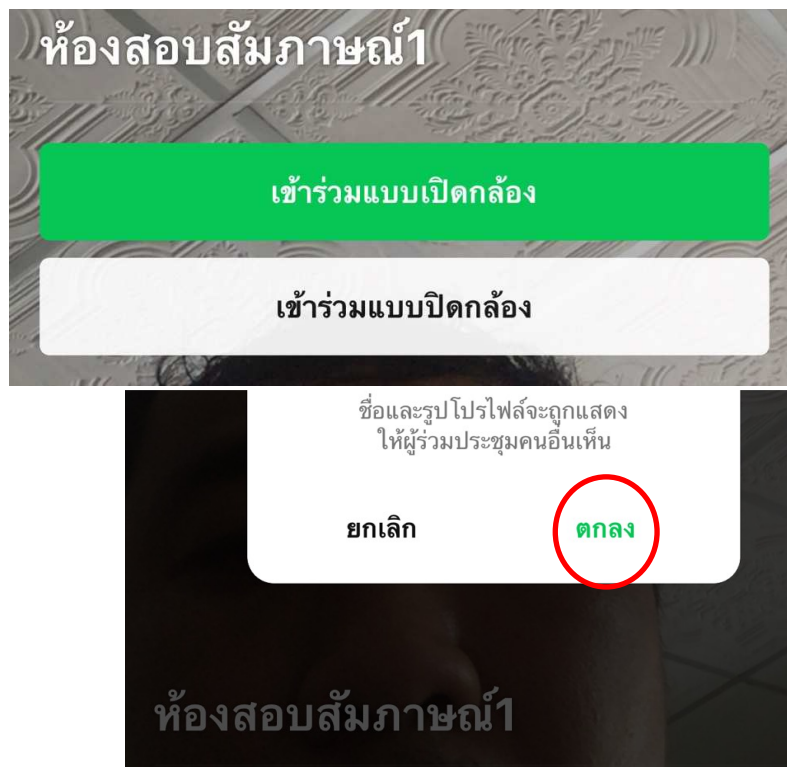 ห้องสอบสัมภาษณ์1
เข้าร่วมแบบเปิดกล้อง
เข้าร่วมแบบปิดกล้อง
ชื่อและรูปโปรไฟล์จะถูกแสดง
ให้ผู้ร่วมประชุมคนอื่นเห็น
ยกเลิก ตกลง
ห้องสอบสัมภาษณ์1